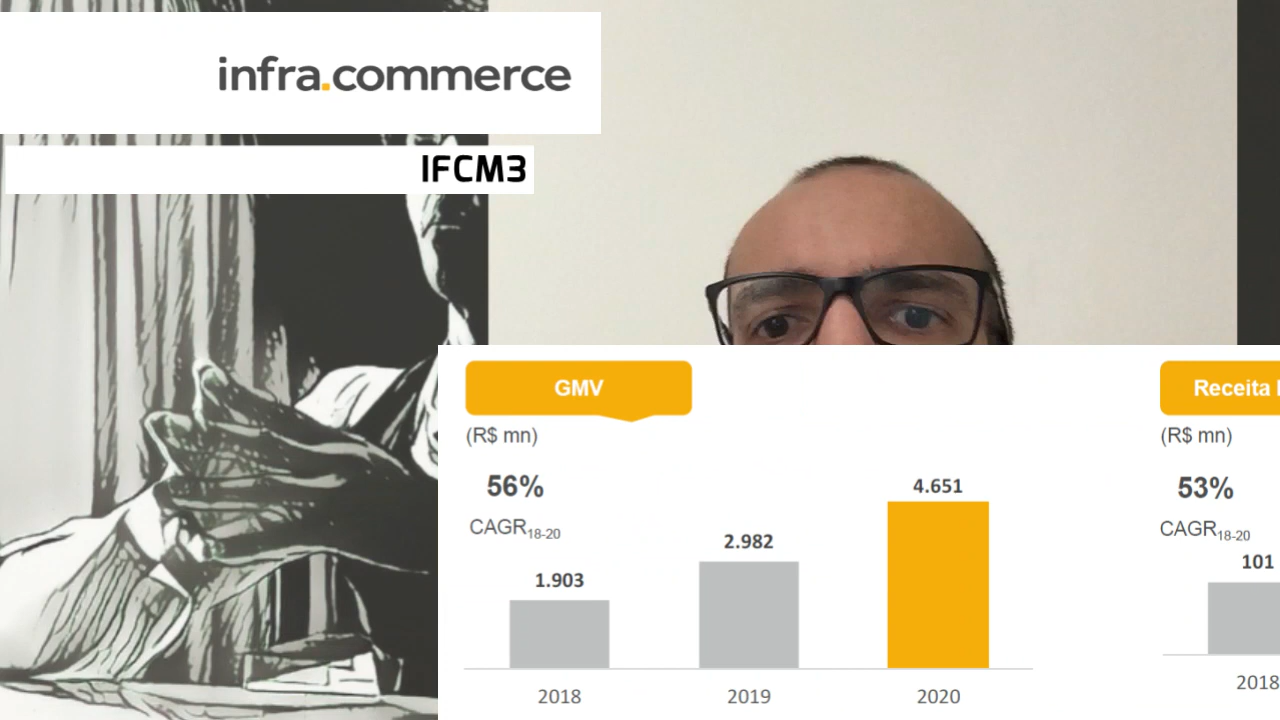 infra.commerce
IFCM3
GMV
(R$ mn)
56%
CAGR18-20
1.903
2.982
4.651
2018
2019
2020
Receita
(R$ mn)
53%
CAGR18-20
101
2018